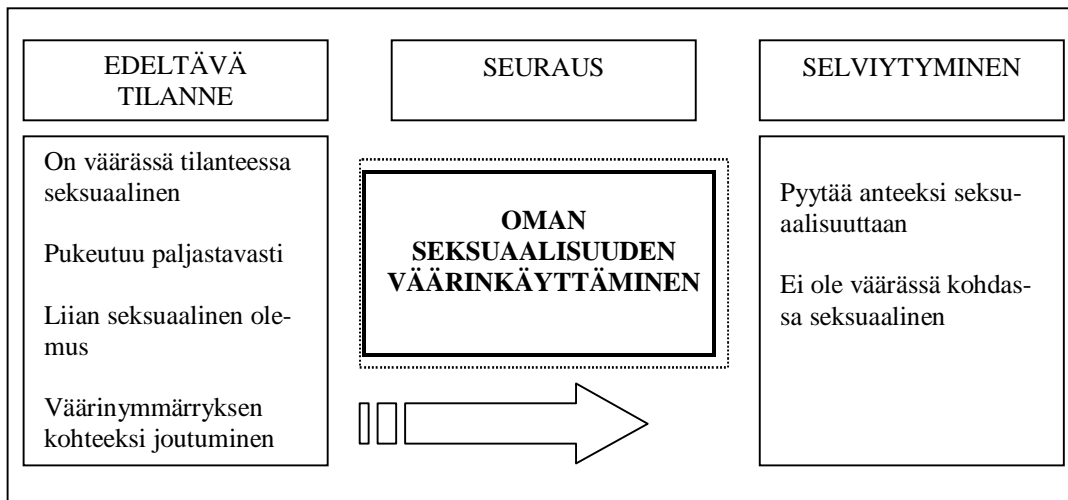 EDELTÄVÄ
TILANNE
SEURAUS
SELVIYTYMINEN
On väärässä tilanteessa
seksuaalinen
Pukeutuu paljastavasti
Liian seksuaalinen ole-
mus
Väärinymmärryksen
kohteeksi joutuminen
OMAN
SEKSUAALISUUDEN
VÄÄRINKÄYTTÄMINEN
Pyytää anteeksi seksu-
aalisuuttaan
Ei ole väärässä kohdas-
sa seksuaalinen